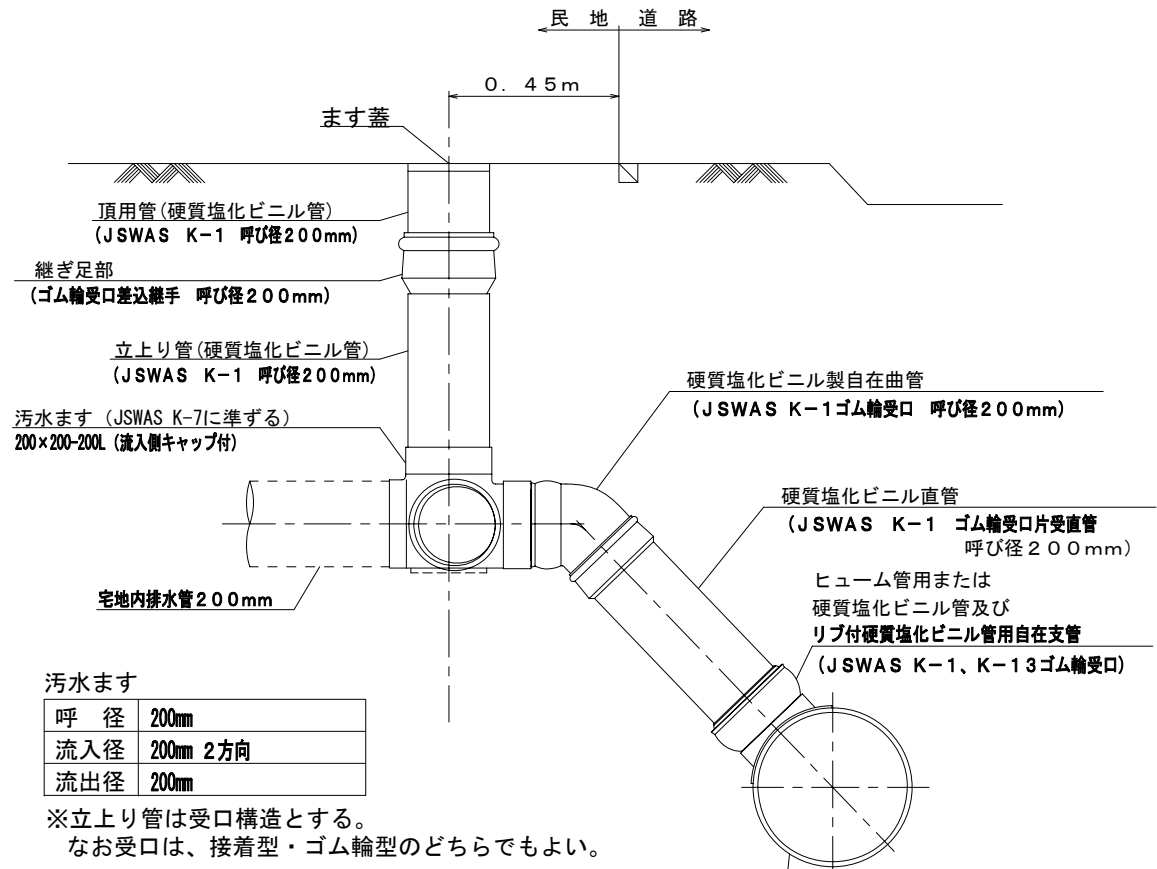 民　地　道　路
0．45m
ます蓋
頂用管(硬質塩化ビニル管)
(JSWAS　K-1　呼び径200mm)
継ぎ足部
(ゴム輪受口差込継手　呼び径200mm)
立上り管(硬質塩化ビニル管)
(JSWAS　K-1　呼び径200mm)
硬質塩化ビニル製自在曲管
(JSWAS K-1ゴム輪受口　呼び径200mm)
汚水ます（JSWAS K-7に準ずる）
200×200-200L (流入側キャップ付)
硬質塩化ビニル直管
(JSWAS　K-1　ゴム輪受口片受直管
呼び径200mm)
ヒューム管用または
硬質塩化ビニル管及び
リブ付硬質塩化ビニル管用自在支管
(JSWAS K-1、K-13ゴム輪受口)
宅地内排水管200mm
汚水ます
呼　径　200mm
流入径　200mm 2方向
流出径　200mm
※立上り管は受口構造とする。
なお受口は、接着型・ゴム輪型のどちらでもよい。